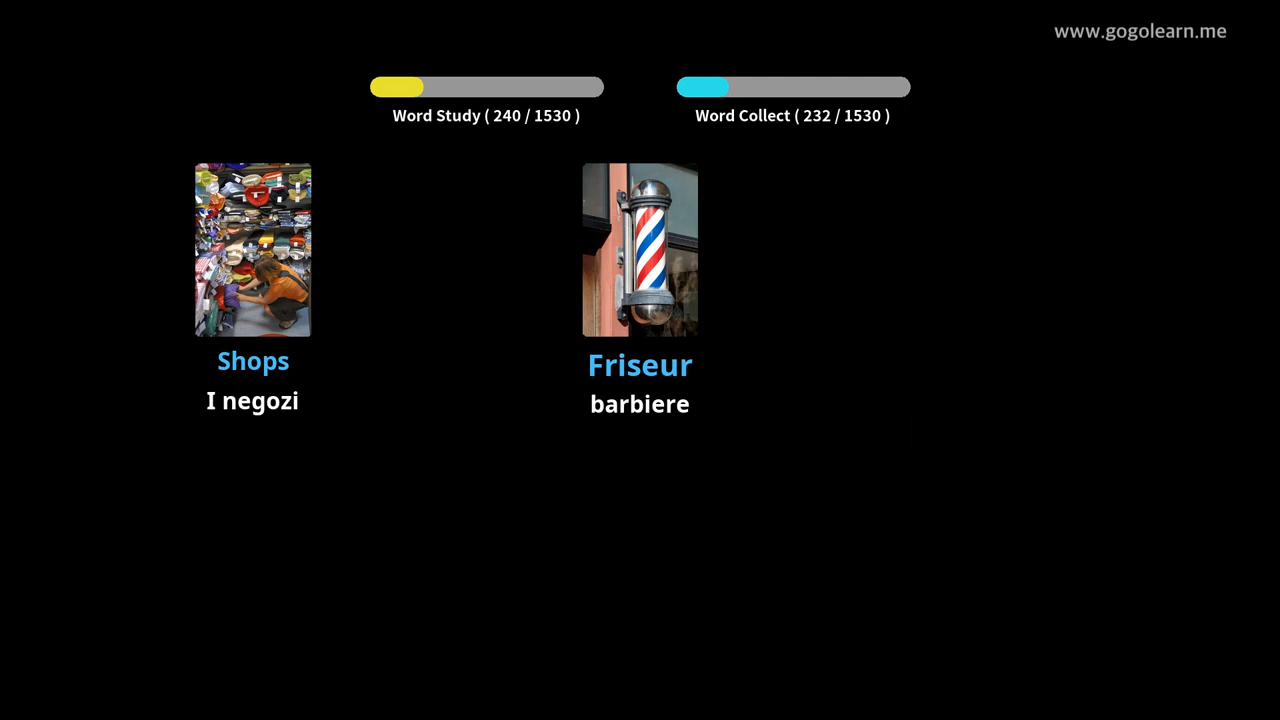 www.gogolearn.me
Word Study ( 240 / 1530 )
Word Collect ( 232 / 1530 )
Shops
I negozi
Friseur
barbiere